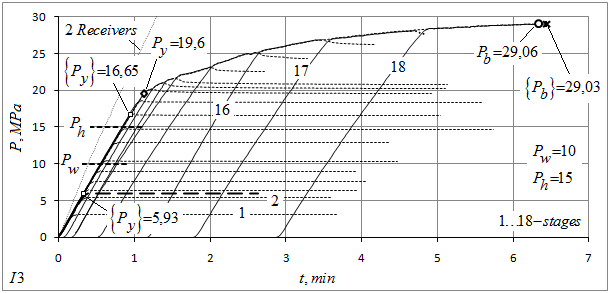 30
25
20
15
10
5
0
P, MPa
0
1
2
3
4
5
6
7
t, min
2 Receivers
P_y=19,6
{P_y}=16,65
P_h
P_w
{P_y}=5,93
1
2
16
17
18
P_b=29,06
{P_b}=29,03
P_w=10
P_h=15
1...18–stages
I3